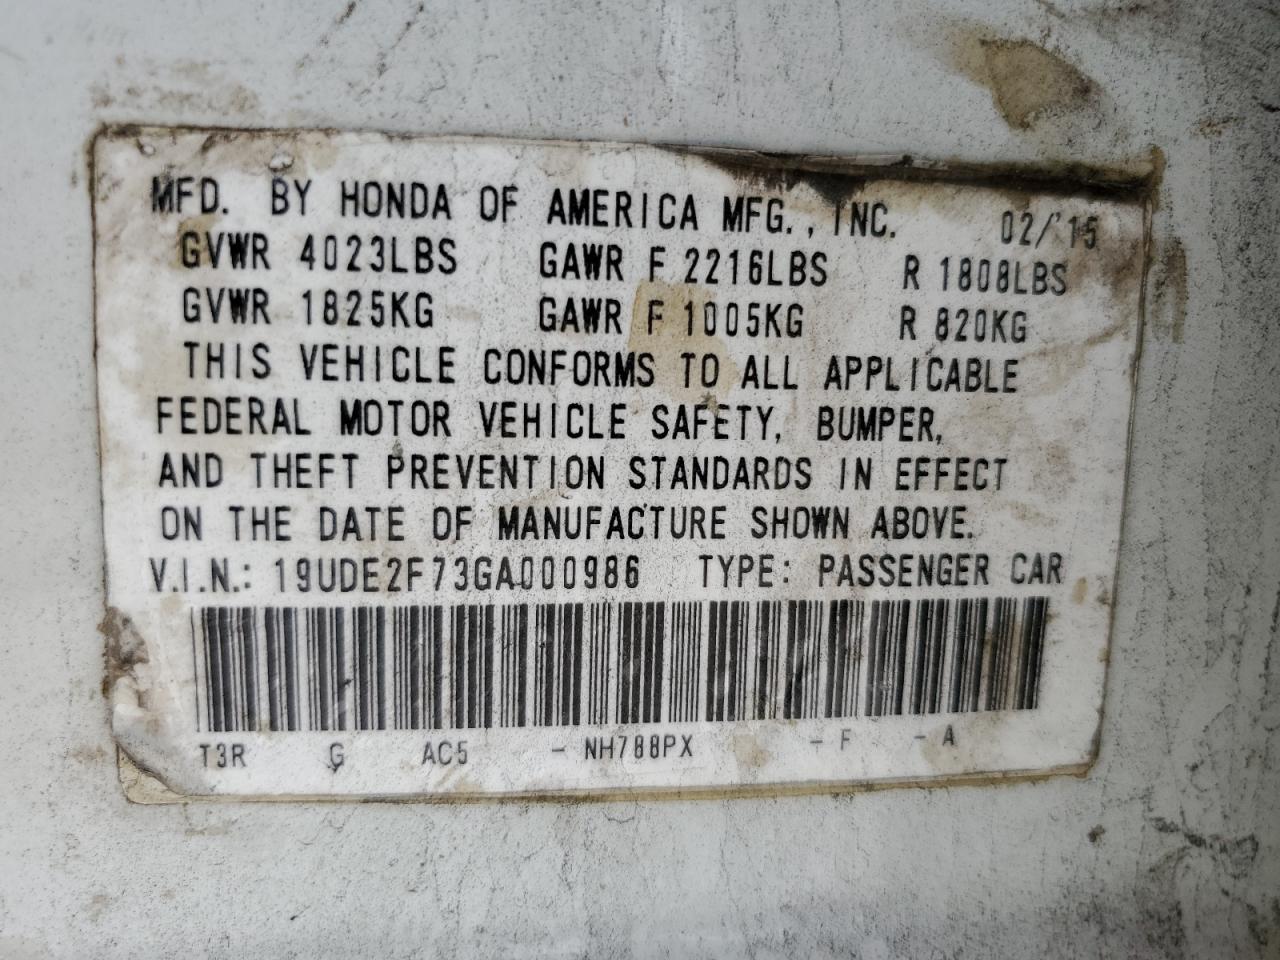 MFD. BY HONDA OF AMERICA MFG., INC. 02/'15
GVWR 4023LBS GAWR F 2216LBS R 1808LBS
GVWR 1825KG GAWR F 1005KG R 820KG
THIS VEHICLE CONFORMS TO ALL APPLICABLE
FEDERAL MOTOR VEHICLE SAFETY, BUMPER,
AND THEFT PREVENTION STANDARDS IN EFFECT
ON THE DATE OF MANUFACTURE SHOWN ABOVE.
V.I.N.: 19UDE2F73GA000986 TYPE: PASSENGER CAR
T3R G AC5 - NH788PX - F - A